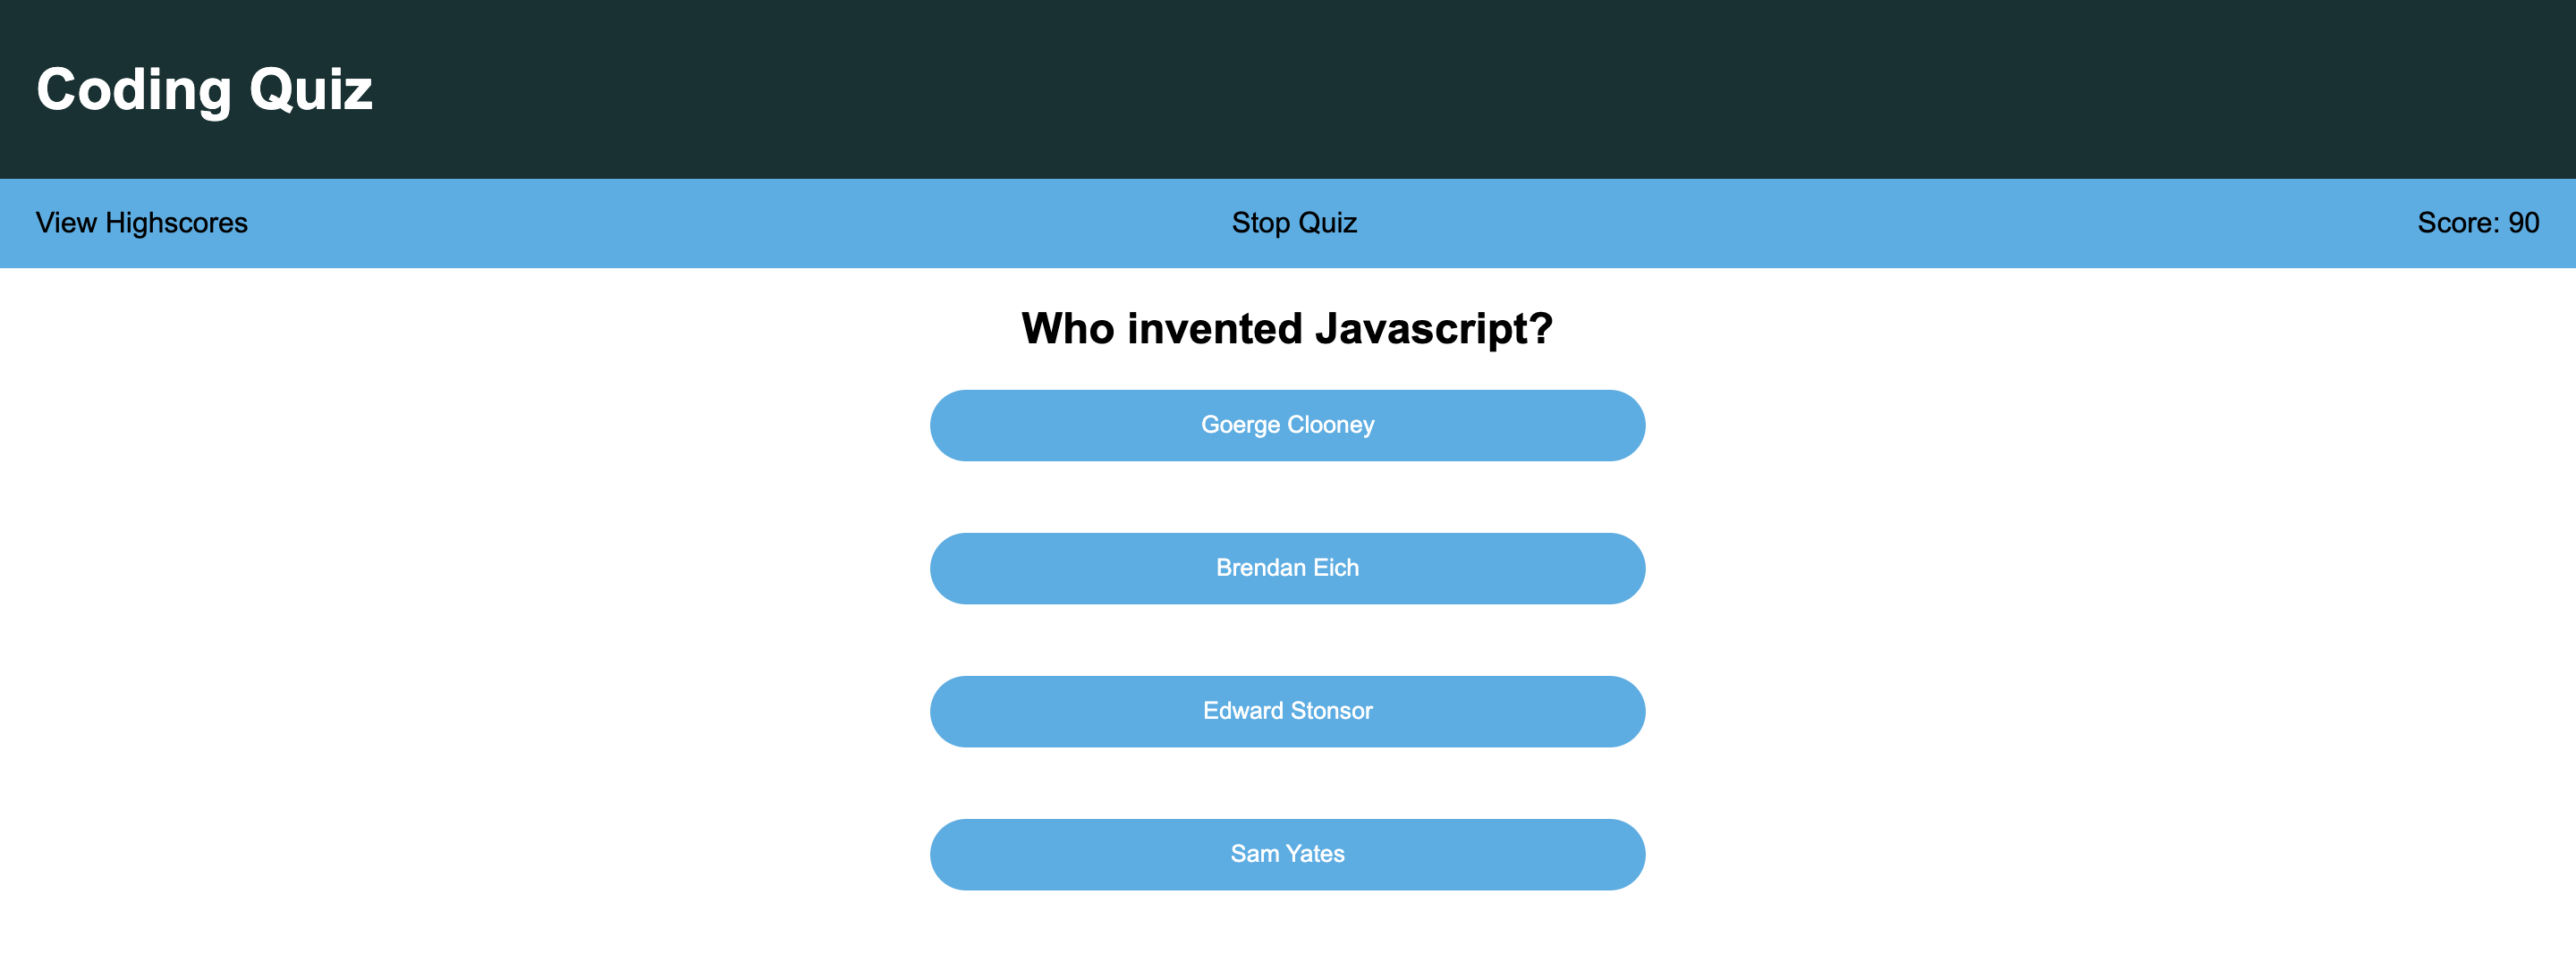 Coding Quiz
View Highscores Stop Quiz Score: 90
Who invented Javascript?
Goerge Clooney
Brendan Eich
Edward Stonsor
Sam Yates